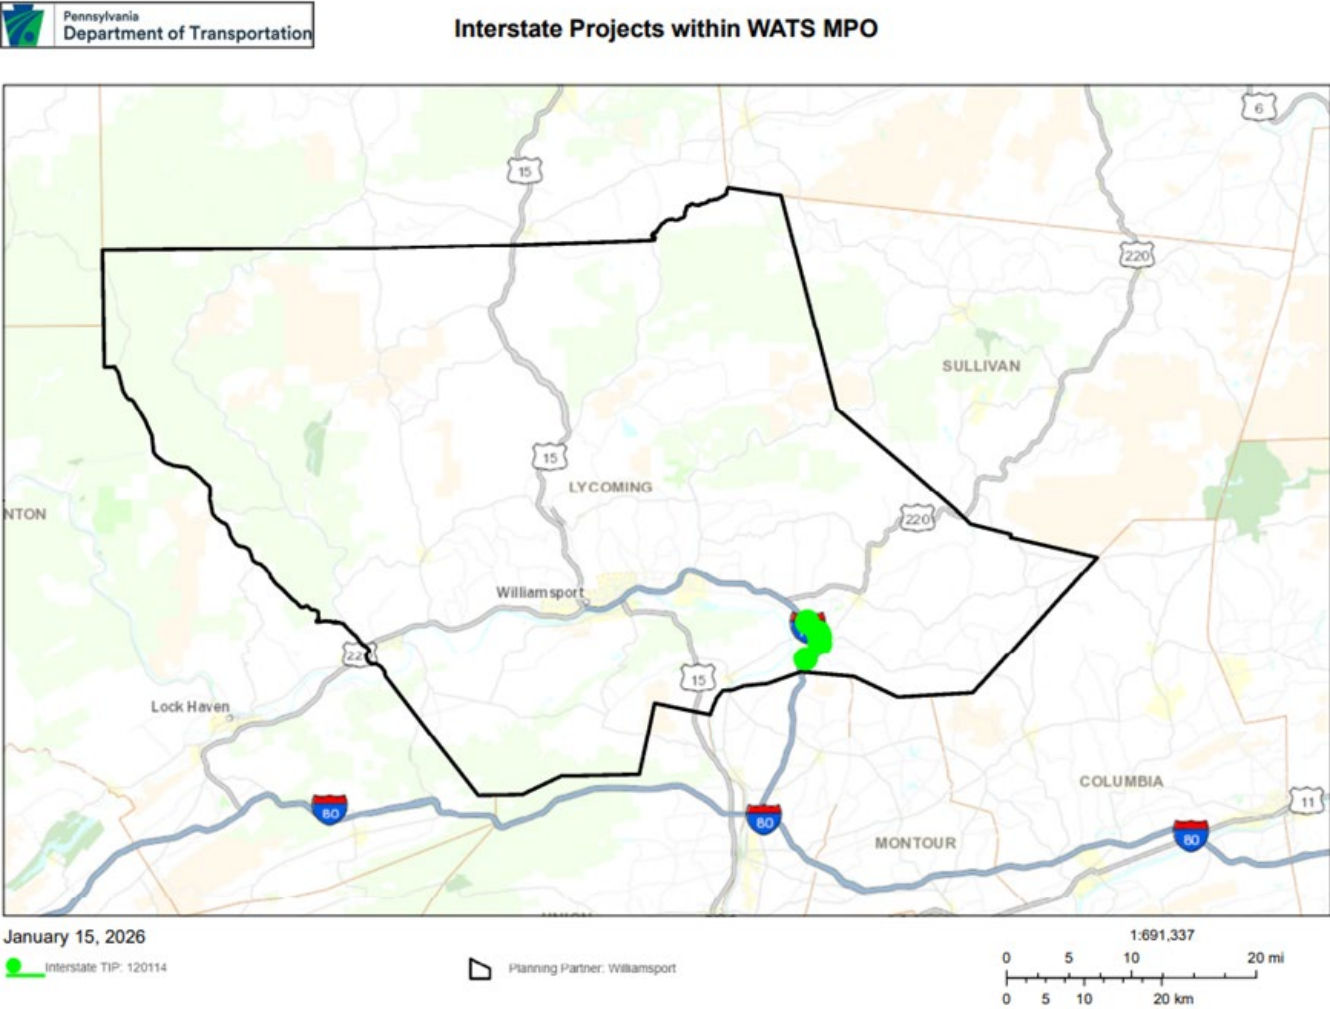 Pennsylvania
Department of Transportation
Interstate Projects within WATS MPO
6
15
220
SULLIVAN
15
LYCOMING
NTON
220
Williamsport
22
15
Lock Haven
COLUMBIA
80
80
11
80
MONTOUR
January 15, 2026
Interstate TIP: 120114
Planning Partner: Williamsport
1:691,337
0 5 10 20 mi
0 5 10 20 km